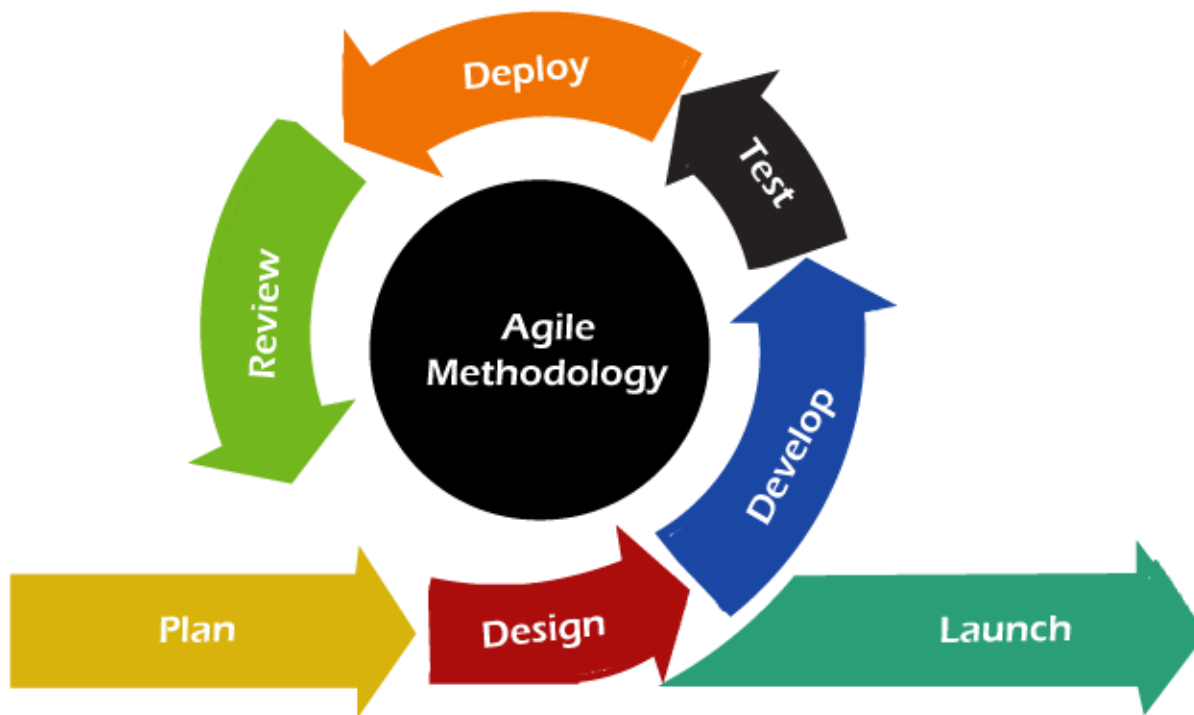 Deploy
Test
Review
Agile
Methodology
Develop
Plan
Design
Launch